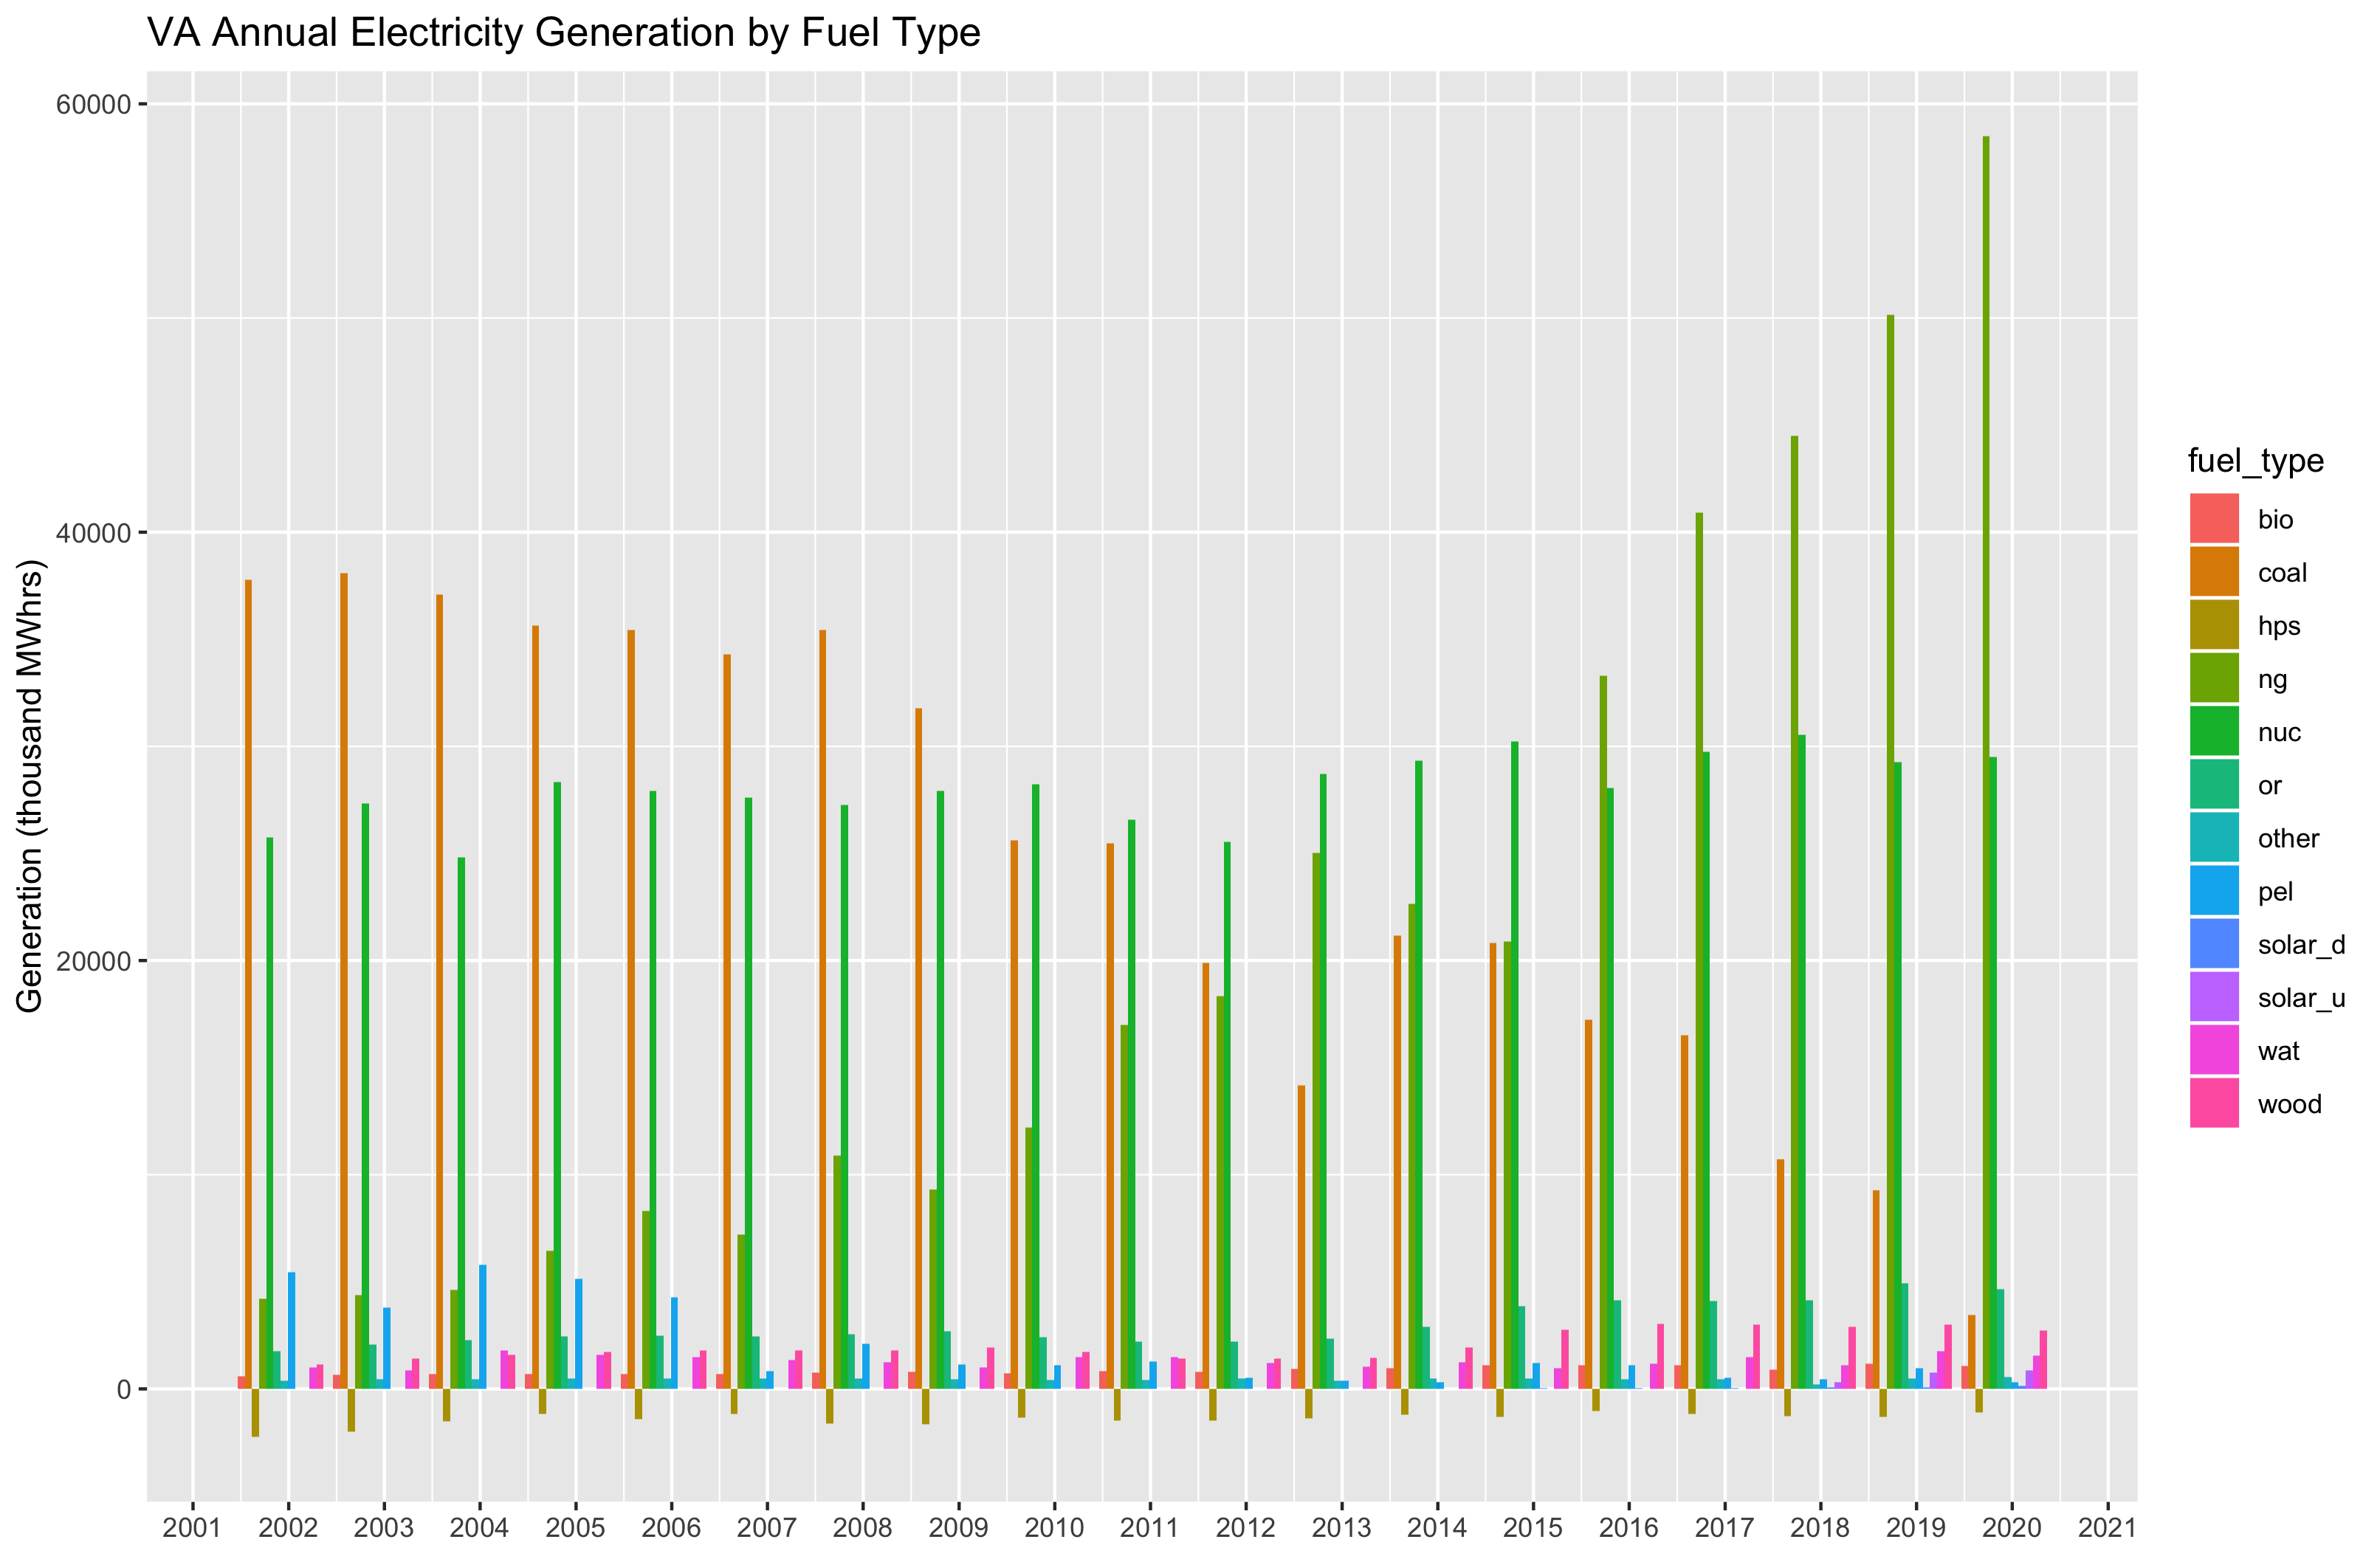 VA Annual Electricity Generation by Fuel Type
Generation (thousand MWhrs)
60000
40000
20000
0
2001 2002 2003 2004 2005 2006 2007 2008 2009 2010 2011 2012 2013 2014 2015 2016 2017 2018 2019 2020 2021
fuel_type
bio
coal
hps
ng
nuc
or
other
pel
solar_d
solar_u
wat
wood